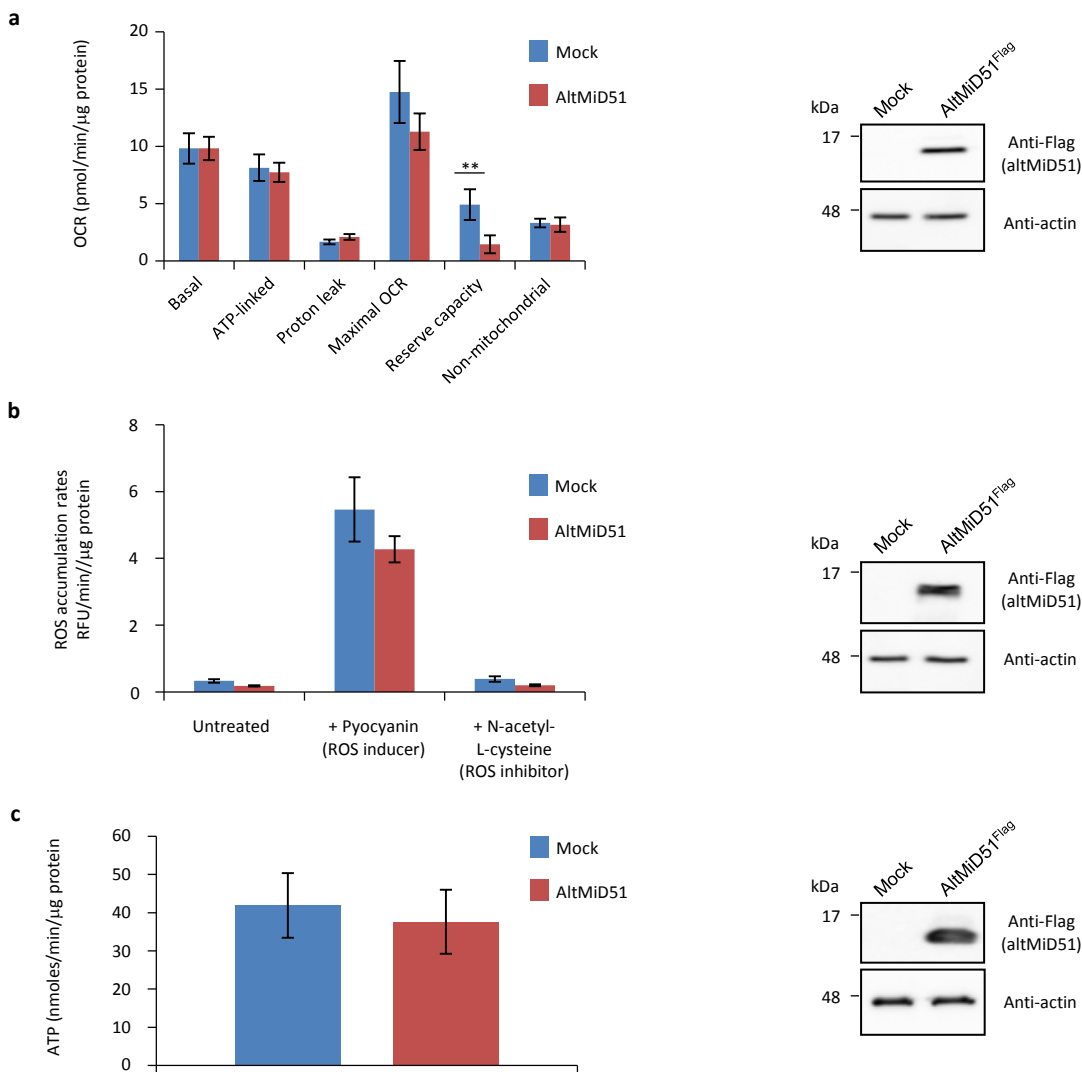 a
OCR (pmol/min/µg protein)
20
15
10
5
0
Basal
ATP-linked
Proton leak
Maximal OCR
Reserve capacity
Non-mitochondrial
**
Mock
AltMiD51
kDa
Mock
AltMiD51Flag
17
Anti-Flag
(altMiD51)
48
Anti-actin
b
ROS accumulation rates
RFU/min//µg protein
8
6
4
2
0
Untreated
+ Pyocyanin
(ROS inducer)
+ N-acetyl-
L-cysteine
(ROS inhibitor)
Mock
AltMiD51
kDa
Mock
AltMiD51Flag
17
Anti-Flag
(altMiD51)
48
Anti-actin
c
ATP (nmoles/min/µg protein
60
50
40
30
20
10
0
Mock
AltMiD51
kDa
Mock
AltMiD51Flag
17
Anti-Flag
(altMiD51)
48
Anti-actin